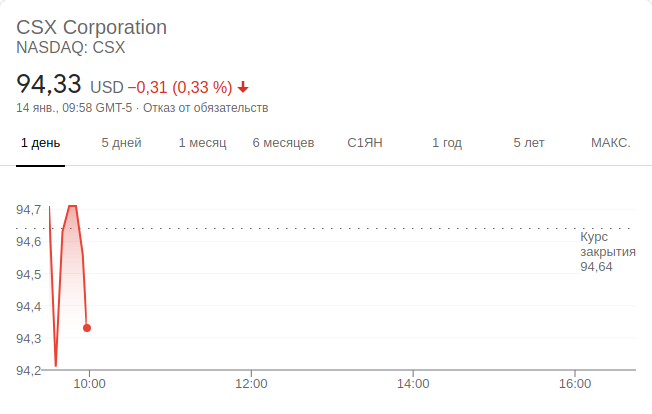 CSX Corporation
NASDAQ: CSX
94,33 USD −0,31 (0,33 %)
14 янв., 09:58 GMT-5 · Отказ от обязательств
1 день 5 дней 1 месяц 6 месяцев С1ЯН 1 год 5 лет МАКС.
94,7
94,6
94,5
94,4
94,3
94,2
Курс
закрытия
94,64
10:00 12:00 14:00 16:00